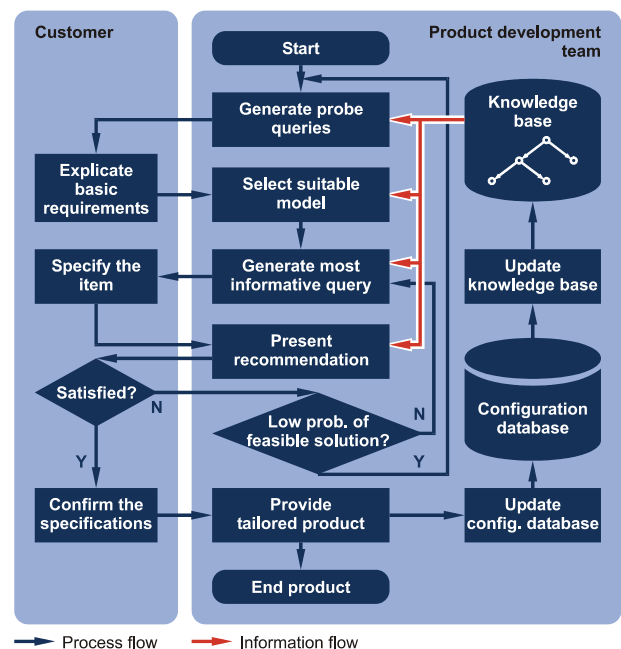 Customer
Product development
team
Start
Generate probe
queries
Knowledge
base
Explicate
basic
requirements
Select suitable
model
Specify the
item
Generate most
informative query
Update
knowledge base
Present
recommendation
Satisfied?
N
Y
Low prob. of
feasible solution?
N
Y
Configuration
database
Confirm the
specifications
Provide
tailored product
Update
config. database
End product
Process flow
Information flow